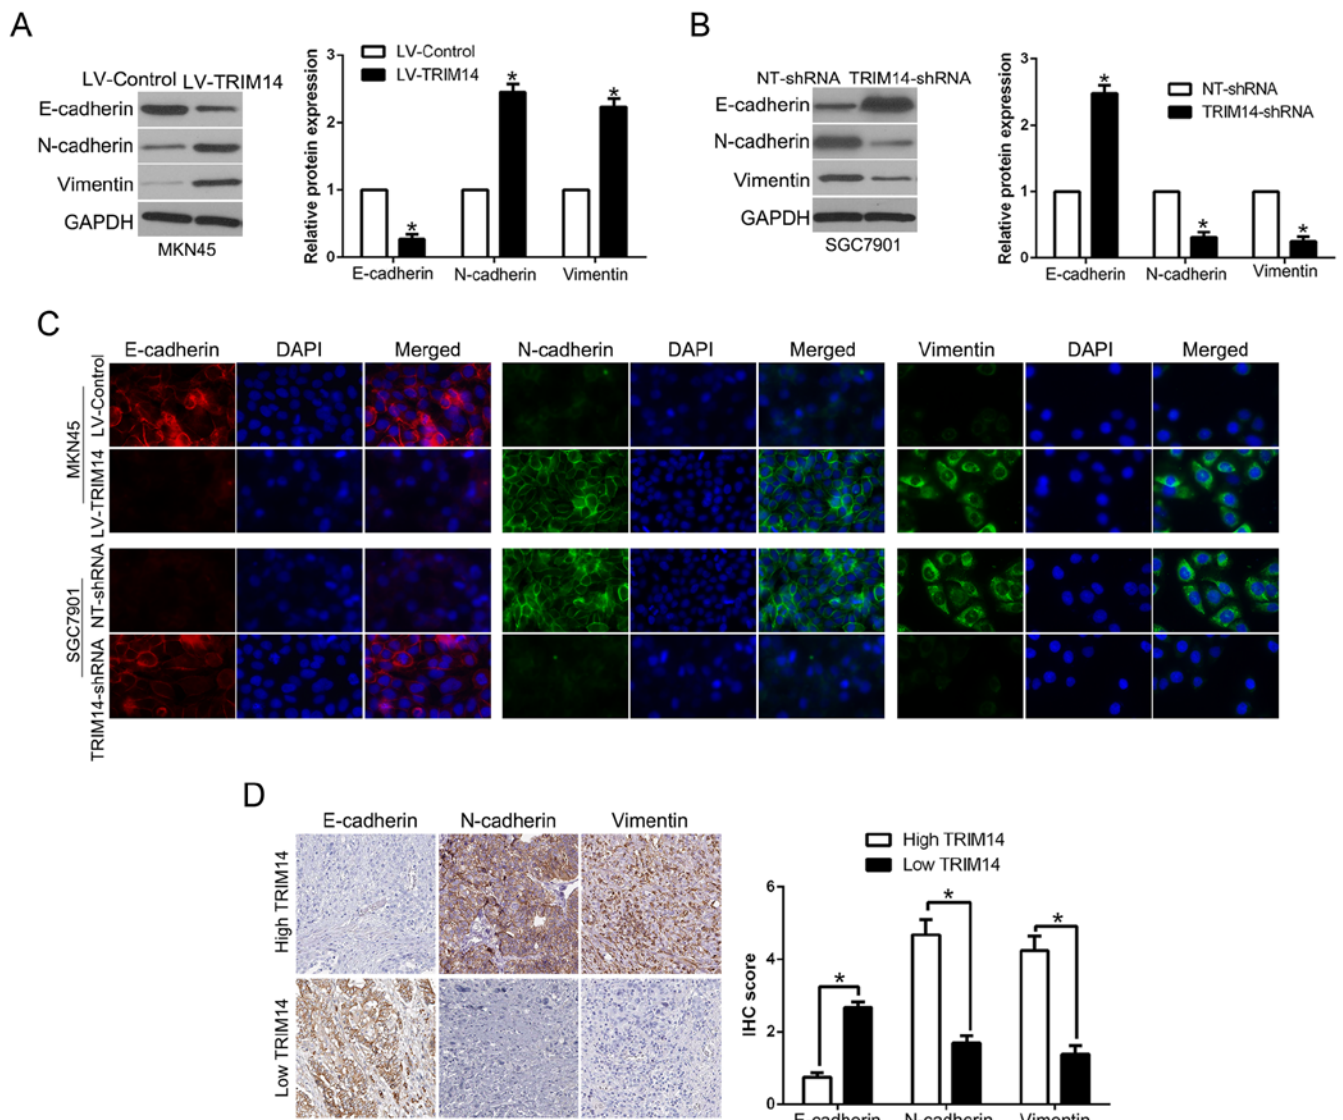 A
LV-Control LV-TRIM14
E-cadherin
N-cadherin
Vimentin
GAPDH
MKN45
Relative protein expression
3
2
1
0
LV-Control
LV-TRIM14
*
*
*
E-cadherin N-cadherin Vimentin
B
NT-shRNA TRIM14-shRNA
E-cadherin
N-cadherin
Vimentin
GAPDH
SGC7901
Relative protein expression
3
2
1
0
NT-shRNA
TRIM14-shRNA
*
*
*
E-cadherin N-cadherin Vimentin
C
E-cadherin DAPI Merged N-cadherin DAPI Merged Vimentin DAPI Merged
MKN45
LV-Control
LV-TRIM14
SGC7901
NT-shRNA
TRIM14-shRNA
D
E-cadherin N-cadherin Vimentin
High TRIM14
Low TRIM14
High TRIM14
Low TRIM14
IHC score
6
4
2
0
*
*
*
E-cadherin N-cadherin Vimentin